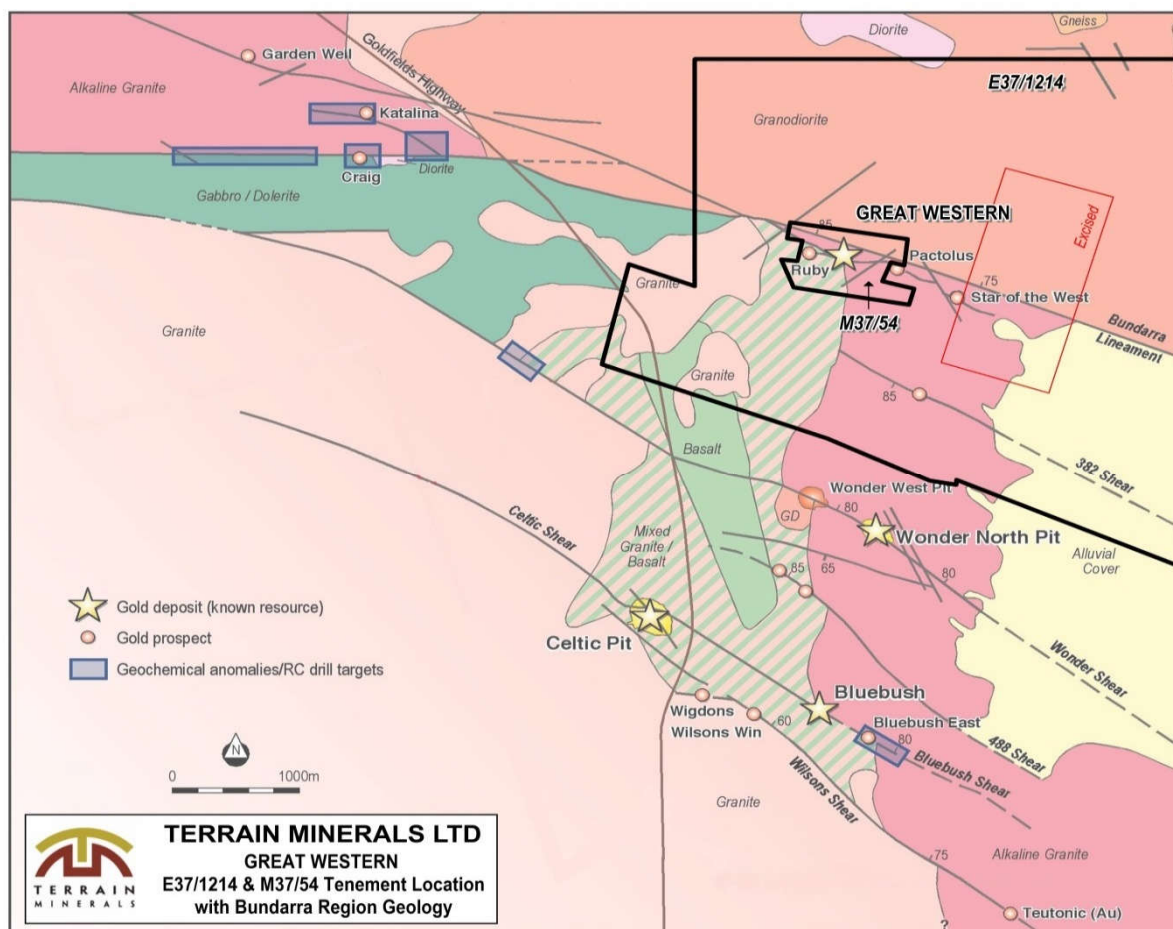 Gneiss
Diorite
Garden Well
Goldfields Highway
E37/1214
Alkaline Granite
Katalina
Granodiorite
Craig
Diorite
Gabbro / Dolerite
Excised
GREAT WESTERN
85
Pactolus
Ruby
75
Star of the West
Granite
M37/54
Bundarra
Lineament
Granite
Granite
85
Basalt
382 Shear
Wonder West Pit
Celtic Shear
GD
80
Wonder North Pit
Mixed
Granite /
Basalt
Alluvial
Cover
85
65
80
Gold deposit (known resource)
Gold prospect
Geochemical anomalies/RC drill targets
Celtic Pit
Wonder Shear
Bluebush
Wigdons
Wilsons Win
60
Bluebush East
80
488 Shear
Bluebush Shear
N
0
1000m
Wilsons Shear
Granite
75
Alkaline Granite
Teutonic (Au)
?
TERRAIN
MINERALS
TERRAIN MINERALS LTD
GREAT WESTERN
E37/1214 & M37/54 Tenement Location
with Bundarra Region Geology